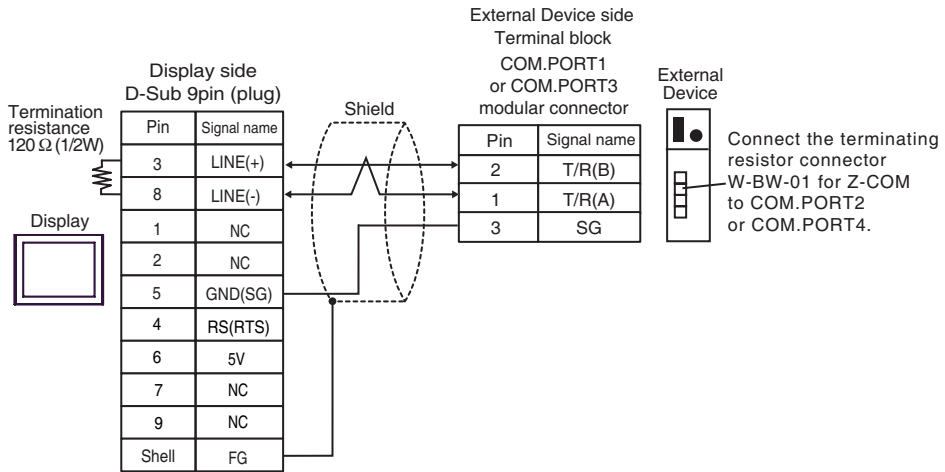 External Device side
Terminal block
COM.PORT1
or COM.PORT3
modular connector
Display side
D-Sub 9pin (plug)
Termination
resistance
120 Ω (1/2W)
Display
Shield
External
Device
Pin Signal name
3 LINE(+)
8 LINE(-)
1 NC
2 NC
5 GND(SG)
4 RS(RTS)
6 5V
7 NC
9 NC
Shell FG
Pin Signal name
2 T/R(B)
1 T/R(A)
3 SG
Connect the terminating
resistor connector
W-BW-01 for Z-COM
to COM.PORT2
or COM.PORT4.